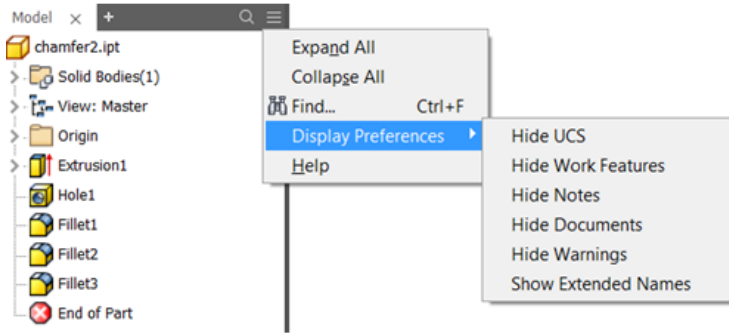 Model × +
chamfer2.ipt
Solid Bodies(1)
View: Master
Origin
Extrusion1
Hole1
Fillet1
Fillet2
Fillet3
End of Part
Expand All
Collapse All
Find... Ctrl+F
Display Preferences
Help
Hide UCS
Hide Work Features
Hide Notes
Hide Documents
Hide Warnings
Show Extended Names